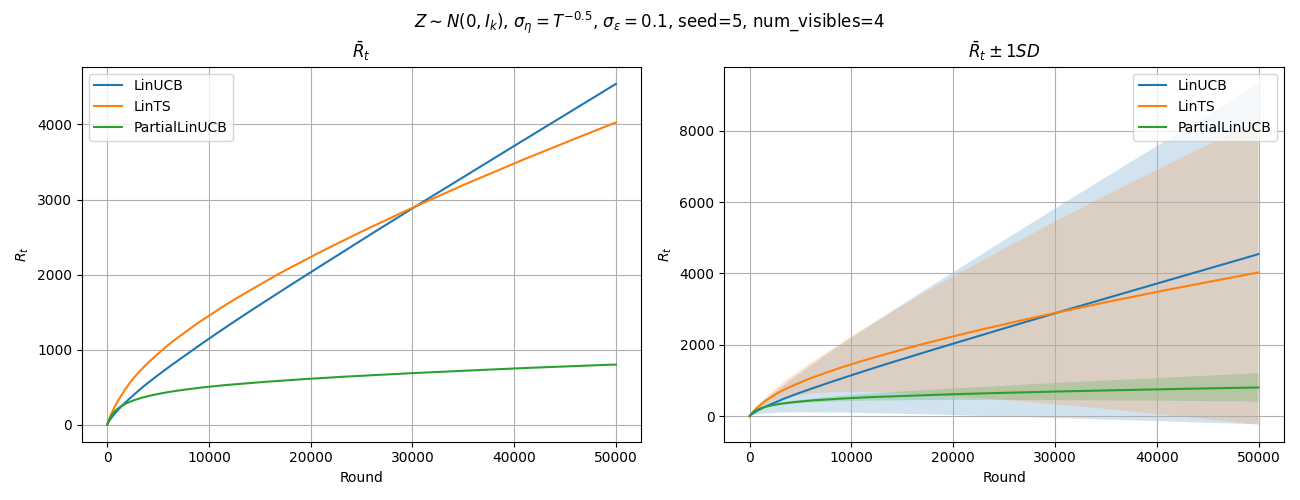 Z ∼ N(0, I_k), σ_η = T^{−0.5}, σ_ε = 0.1, seed=5, num_visibles=4
R̄_t
LinUCB
LinTS
PartialLinUCB
4000
3000
2000
1000
0
R_t
0 10000 20000 30000 40000 50000
Round
R̄_t ± 1SD
LinUCB
LinTS
PartialLinUCB
8000
6000
4000
2000
0
R_t
0 10000 20000 30000 40000 50000
Round